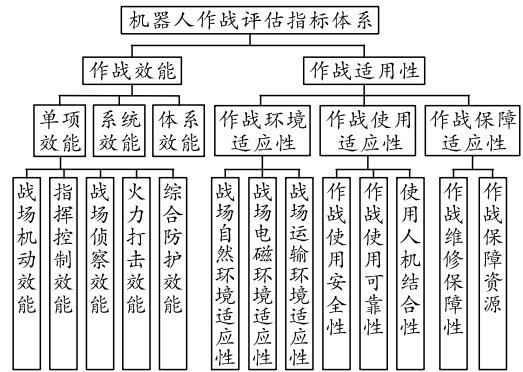 机器人作战评估指标体系
作战效能
作战适用性
单项
效能
系统
效能
体系
效能
作战环境
适应性
作战使用
适应性
作战保障
适应性
战场机动效能
指挥控制效能
战场侦察效能
火力打击效能
综合防护效能
战场自然环境适应性
战场电磁环境适应性
战场运输环境适应性
作战使用安全性
作战使用可靠性
使用人机结合性
作战维修保障性
作战保障资源